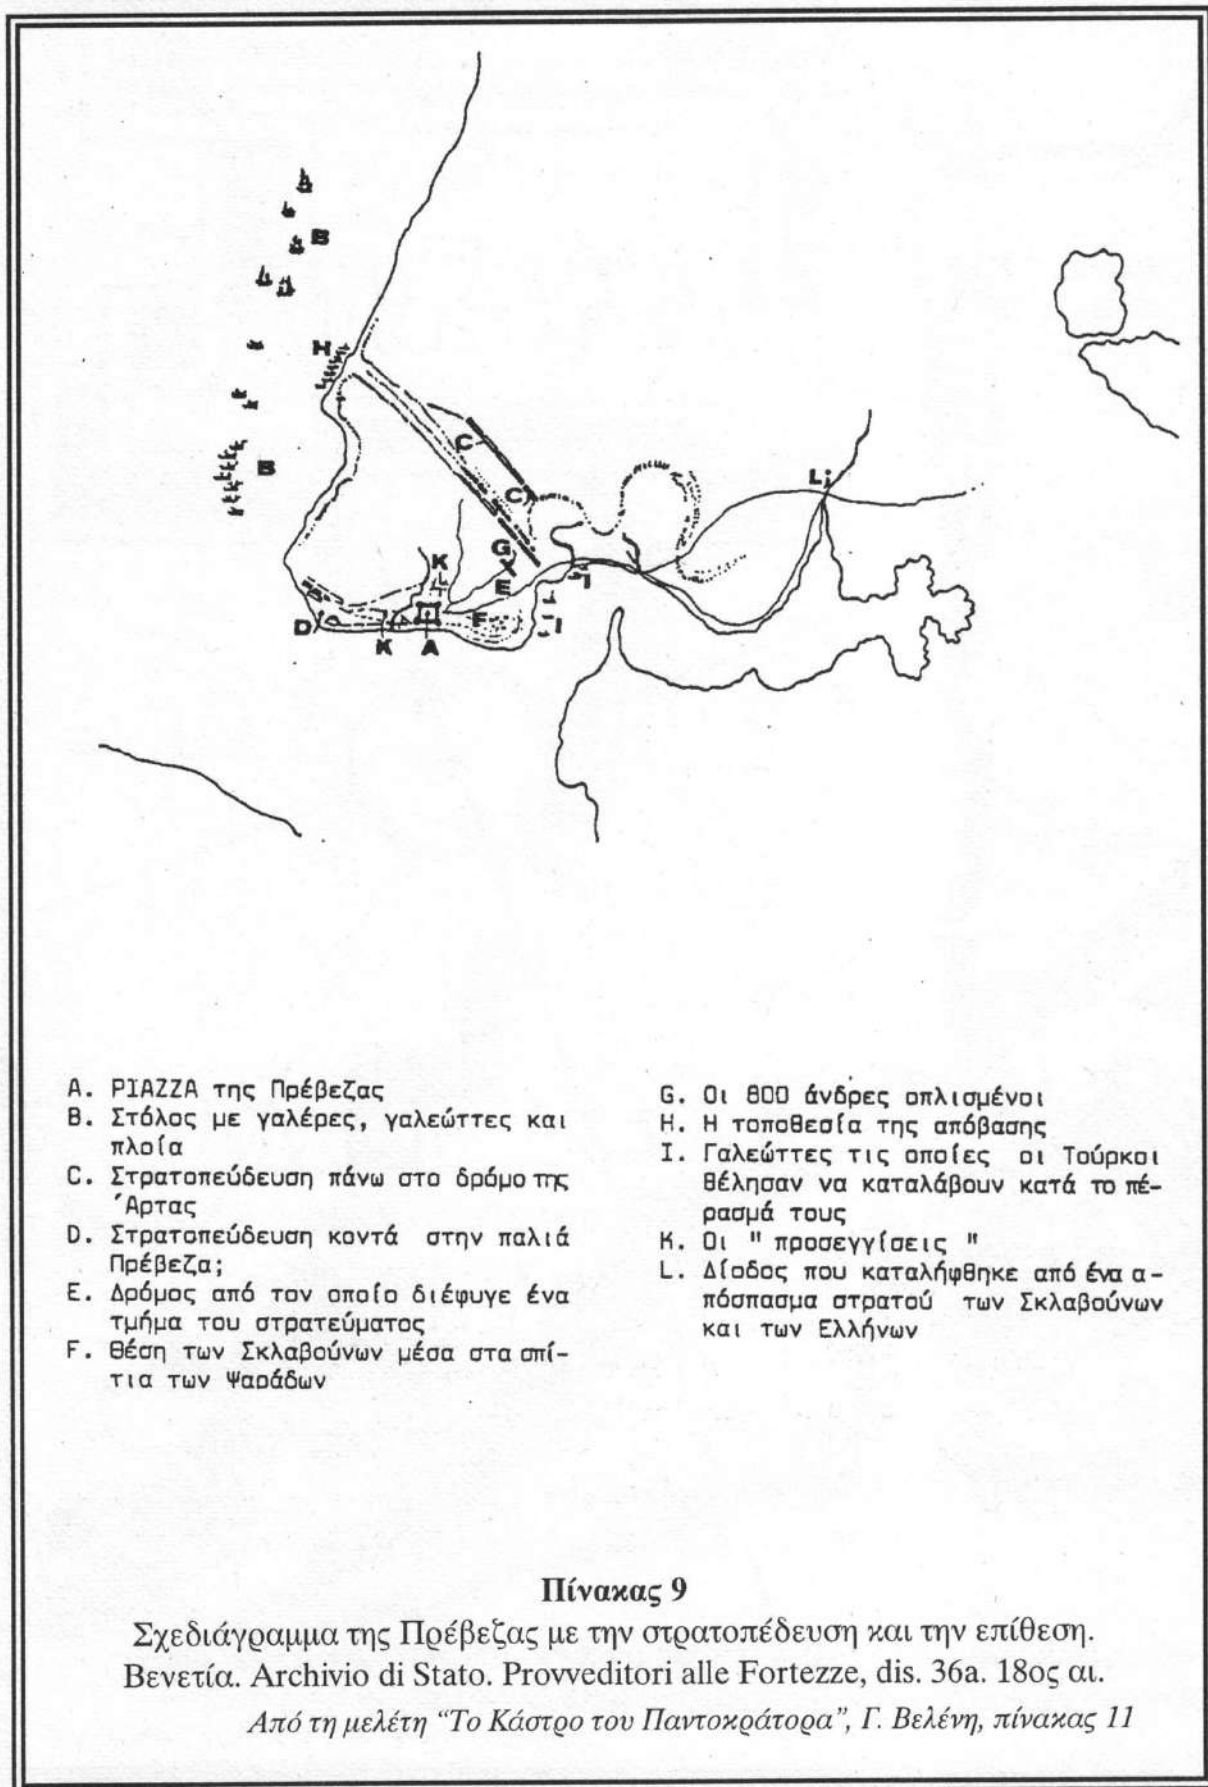 B
H
B
C
C
Li
G
K
E
I
F
D
K
A
I
A. PIAZZA της Πρέβεζας
B. Στόλος με γαλέρες, γαλεώττες και
πλοία
C. Στρατοπεύδευση πάνω στο δρόμο της
Άρτας
D. Στρατοπεύδευση κοντά στην παλιά
Πρέβεζα;
E. Δρόμος από τον οποίο διέφυγε ένα
τμήμα του στρατεύματος
F. Θέση των Σκλαβούνων μέσα στα σπί-
τια των Ψαράδων
G. Οι 800 άνδρες οπλισμένοι
H. Η τοποθεσία της απόβασης
I. Γαλεώττες τις οποίες οι Τούρκοι
θέλησαν να καταλάβουν κατά το πέ-
ρασμά τους
K. Οι " προσεγγίσεις "
L. Δίοδος που καταλήφθηκε από ένα α-
πόσπασμα στρατού των Σκλαβούνων
και των Ελλήνων
Πίνακας 9
Σχεδιάγραμμα της Πρέβεζας με την στρατοπέδευση και την επίθεση.
Βενετία. Archivio di Stato. Provveditori alle Fortezze, dis. 36a. 18ος αι.
Από τη μελέτη “Το Κάστρο του Παντοκράτορα”, Γ. Βελένη, πίνακας 11